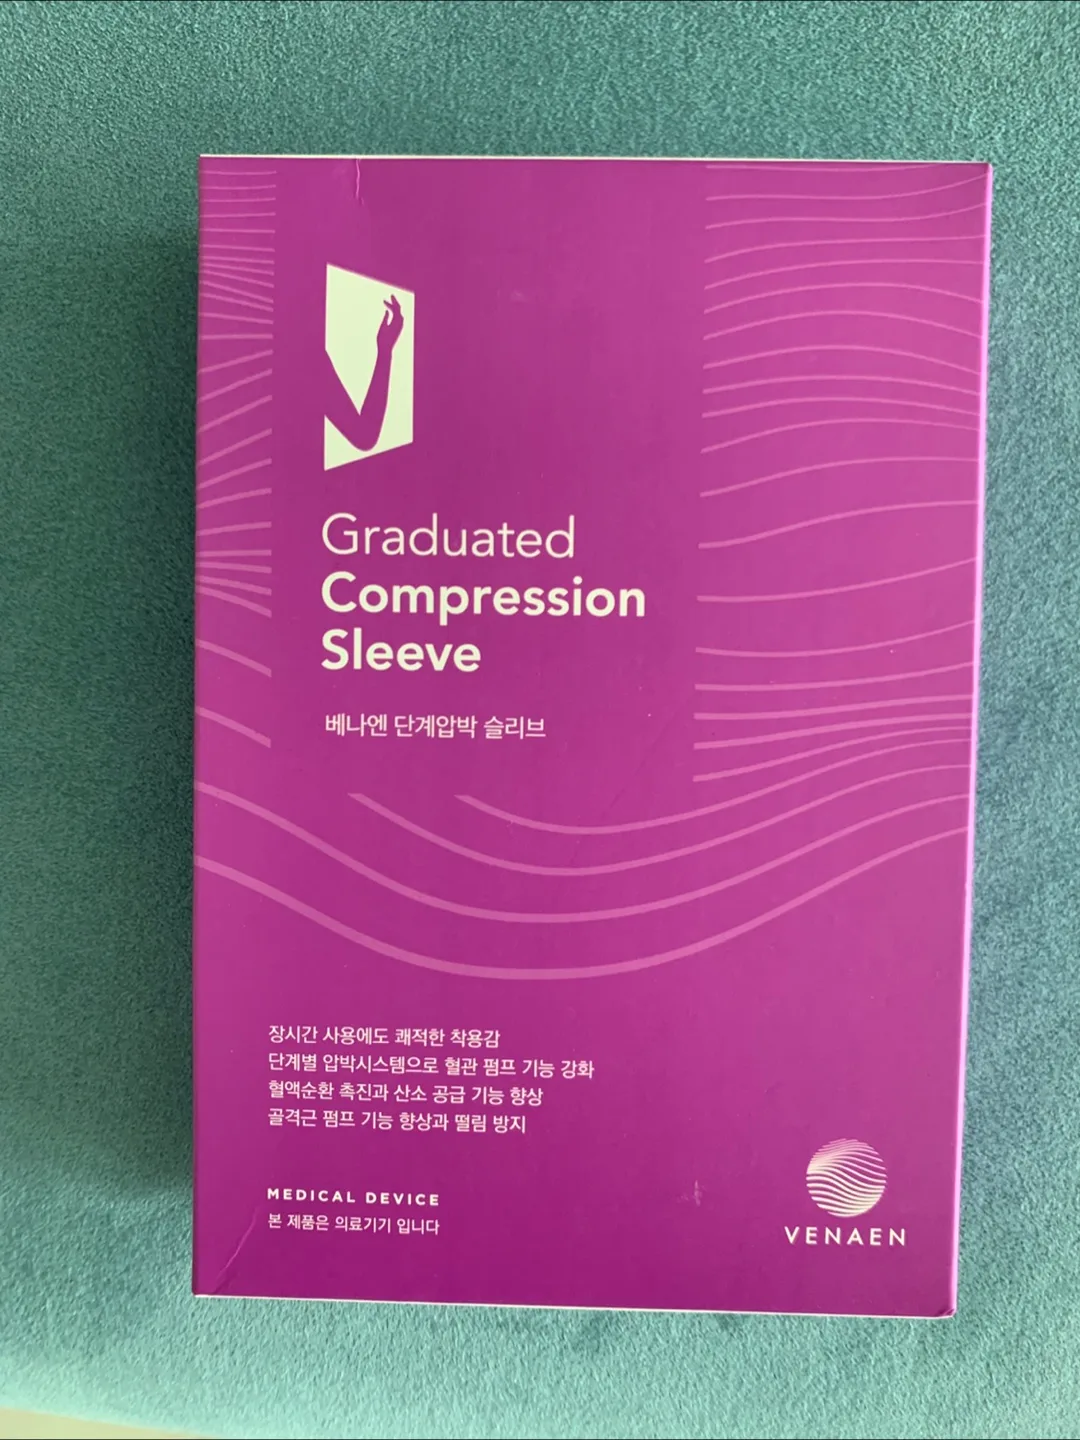 Graduated
Compression
Sleeve
베나엔 단계압박 슬리브
장시간 사용에도 쾌적한 착용감
단계별 압박시스템으로 혈관 펌프 기능 강화
혈액순환 촉진과 산소 공급 기능 향상
골격근 펌프 기능 향상과 떨림 방지
MEDICAL DEVICE
본 제품은 의료기기 입니다
VENAEN